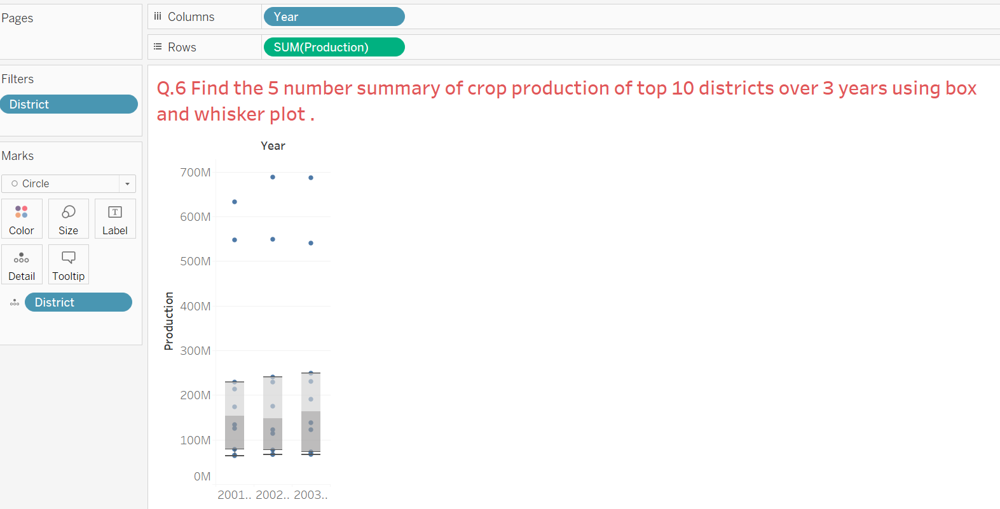 Pages
Columns
Year
Rows
SUM(Production)
Filters
District
Marks
Circle
Color
Size
T
Label
Detail
Tooltip
District
Q.6 Find the 5 number summary of crop production of top 10 districts over 3 years using box
and whisker plot .
Year
700M
600M
500M
400M
300M
200M
100M
0M
Production
2001.. 2002.. 2003..